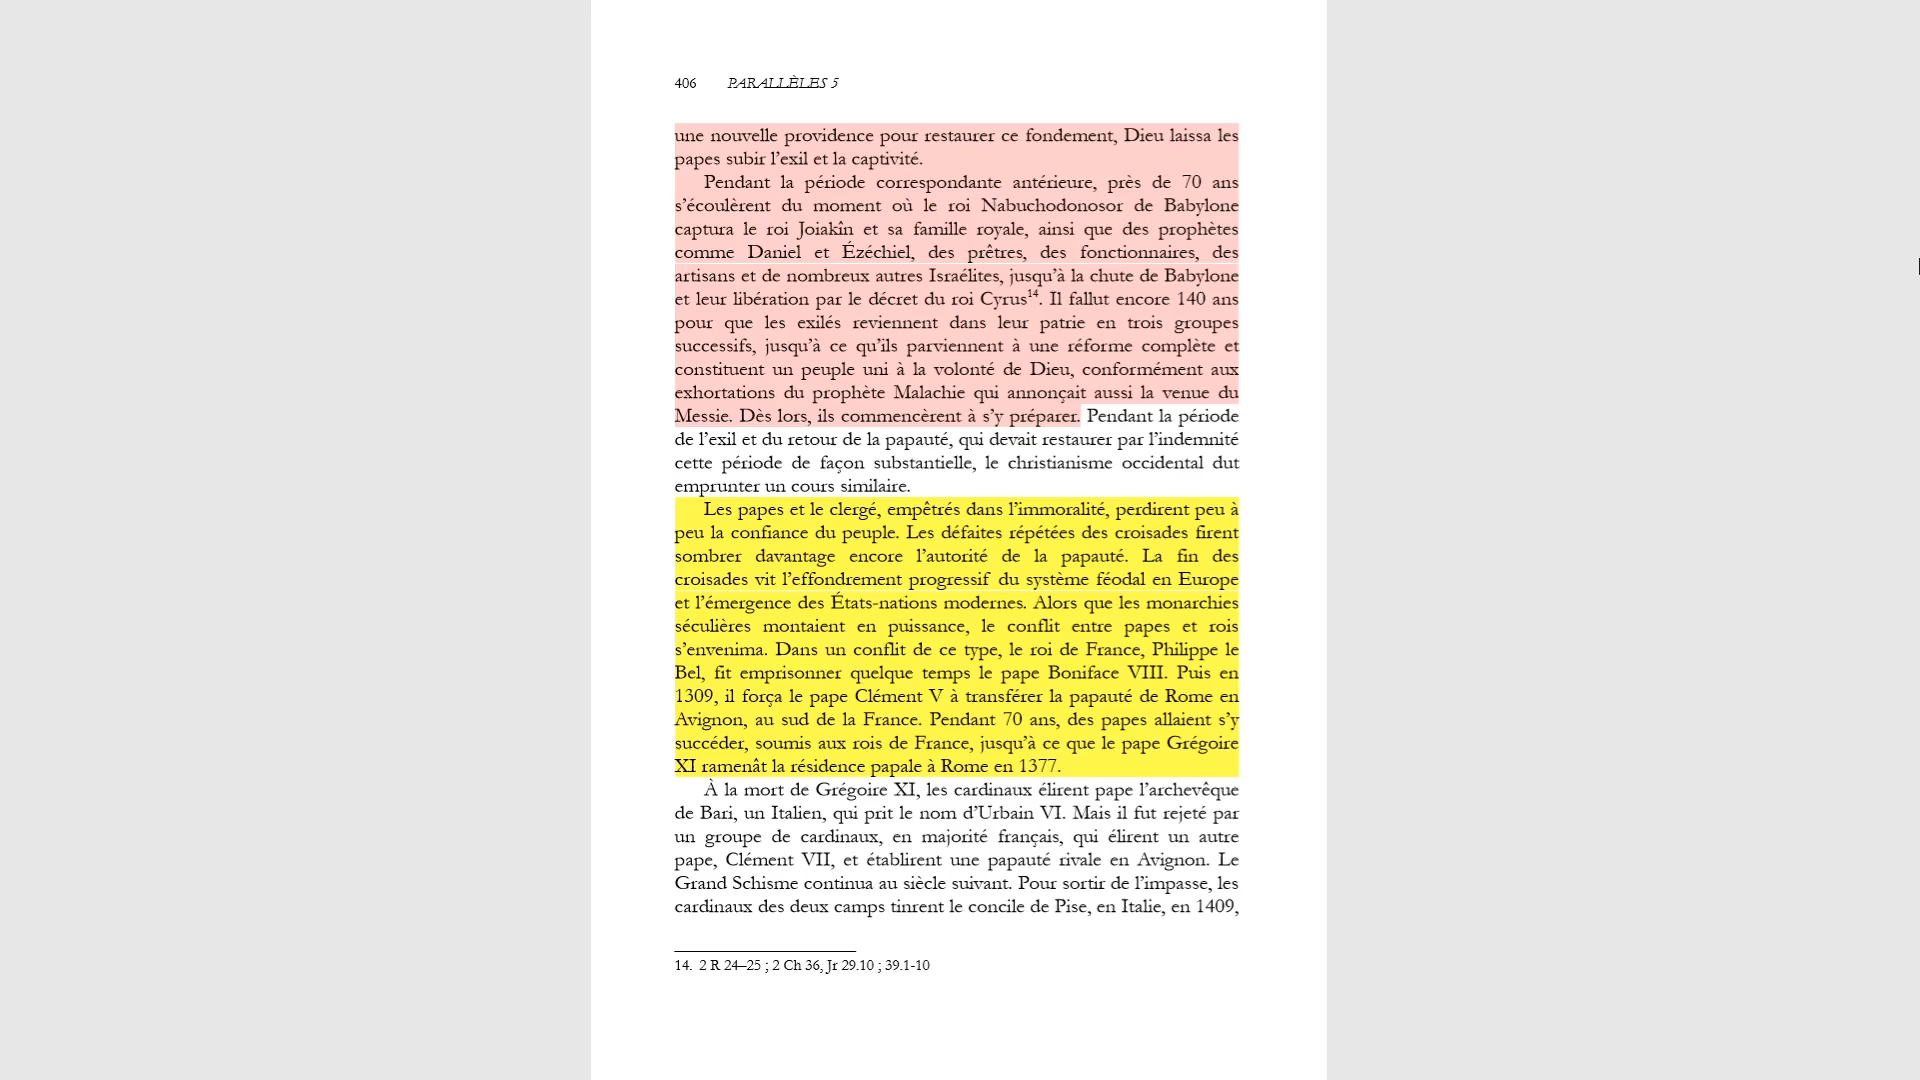 406 PARALLÈLES 5
une nouvelle providence pour restaurer ce fondement, Dieu laissa les
papes subir l’exil et la captivité.
Pendant la période correspondante antérieure, près de 70 ans
s’écoulèrent du moment où le roi Nabuchodonosor de Babylone
captura le roi Joiakîn et sa famille royale, ainsi que des prophètes
comme Daniel et Ézéchiel, des prêtres, des fonctionnaires, des
artisans et de nombreux autres Israélites, jusqu’à la chute de Babylone
et leur libération par le décret du roi Cyrus14. Il fallut encore 140 ans
pour que les exilés reviennent dans leur patrie en trois groupes
successifs, jusqu’à ce qu’ils parviennent à une réforme complète et
constituent un peuple uni à la volonté de Dieu, conformément aux
exhortations du prophète Malachie qui annonçait aussi la venue du
Messie. Dès lors, ils commencèrent à s’y préparer. Pendant la période
de l’exil et du retour de la papauté, qui devait restaurer par l’indemnité
cette période de façon substantielle, le christianisme occidental dut
emprunter un cours similaire.
Les papes et le clergé, empêtrés dans l’immoralité, perdirent peu à
peu la confiance du peuple. Les défaites répétées des croisades firent
sombrer davantage encore l’autorité de la papauté. La fin des
croisades vit l’effondrement progressif du système féodal en Europe
et l’émergence des États-nations modernes. Alors que les monarchies
séculières montaient en puissance, le conflit entre papes et rois
s’envenima. Dans un conflit de ce type, le roi de France, Philippe le
Bel, fit emprisonner quelque temps le pape Boniface VIII. Puis en
1309, il força le pape Clément V à transférer la papauté de Rome en
Avignon, au sud de la France. Pendant 70 ans, des papes allaient s’y
succéder, soumis aux rois de France, jusqu’à ce que le pape Grégoire
XI ramenât la résidence papale à Rome en 1377.
À la mort de Grégoire XI, les cardinaux élirent pape l’archevêque
de Bari, un Italien, qui prit le nom d’Urbain VI. Mais il fut rejeté par
un groupe de cardinaux, en majorité français, qui élirent un autre
pape, Clément VII, et établirent une papauté rivale en Avignon. Le
Grand Schisme continua au siècle suivant. Pour sortir de l’impasse, les
cardinaux des deux camps tinrent le concile de Pise, en Italie, en 1409,
14. 2 R 24–25 ; 2 Ch 36, Jr 29.10 ; 39.1-10